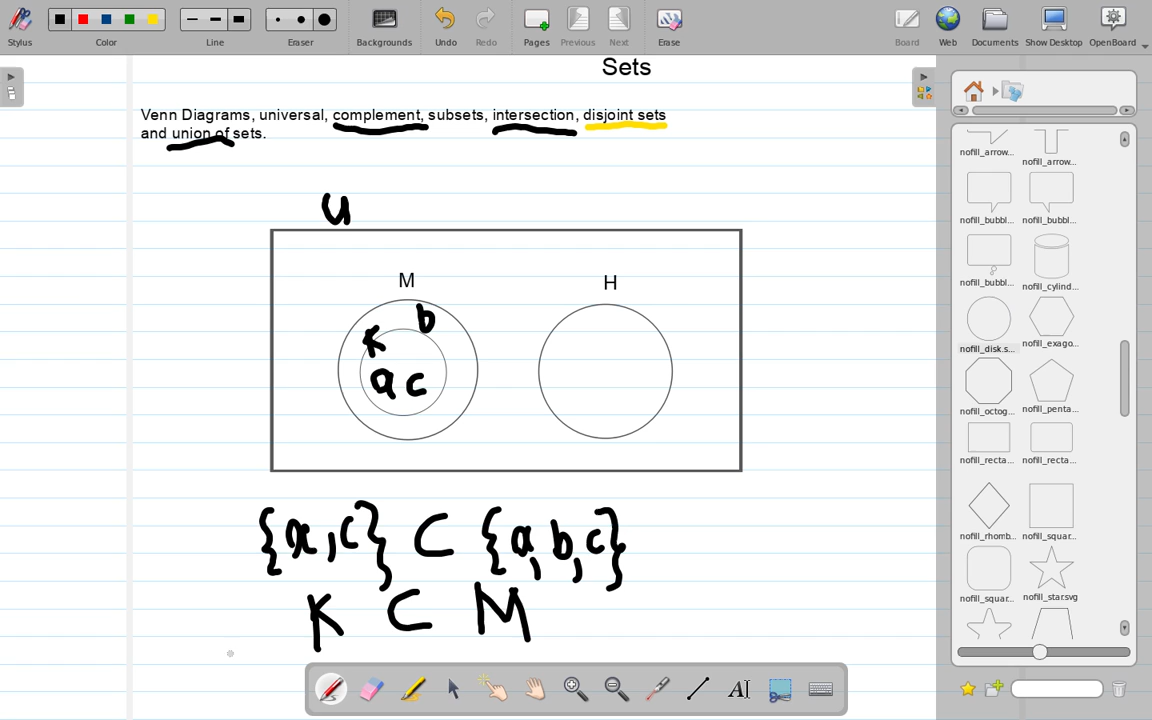 Stylus
Color
Line
Eraser
Backgrounds
Undo
Redo
Pages
Previous
Next
Erase
Board
Web
Documents
Show Desktop
OpenBoard
Sets
Venn Diagrams, universal, complement, subsets, intersection, disjoint sets
and union of sets.
U
M
H
K
b
a c
{a,c} ⊂ {a,b,c}
K ⊂ M
nofill_arrow...
nofill_arrow...
nofill_bubbl...
nofill_bubbl...
nofill_bubbl...
nofill_cylind...
nofill_disk.s...
nofill_exago...
nofill_octog...
nofill_penta...
nofill_recta...
nofill_recta...
nofill_rhomb...
nofill_squar...
nofill_squar...
nofill_star.svg
AI